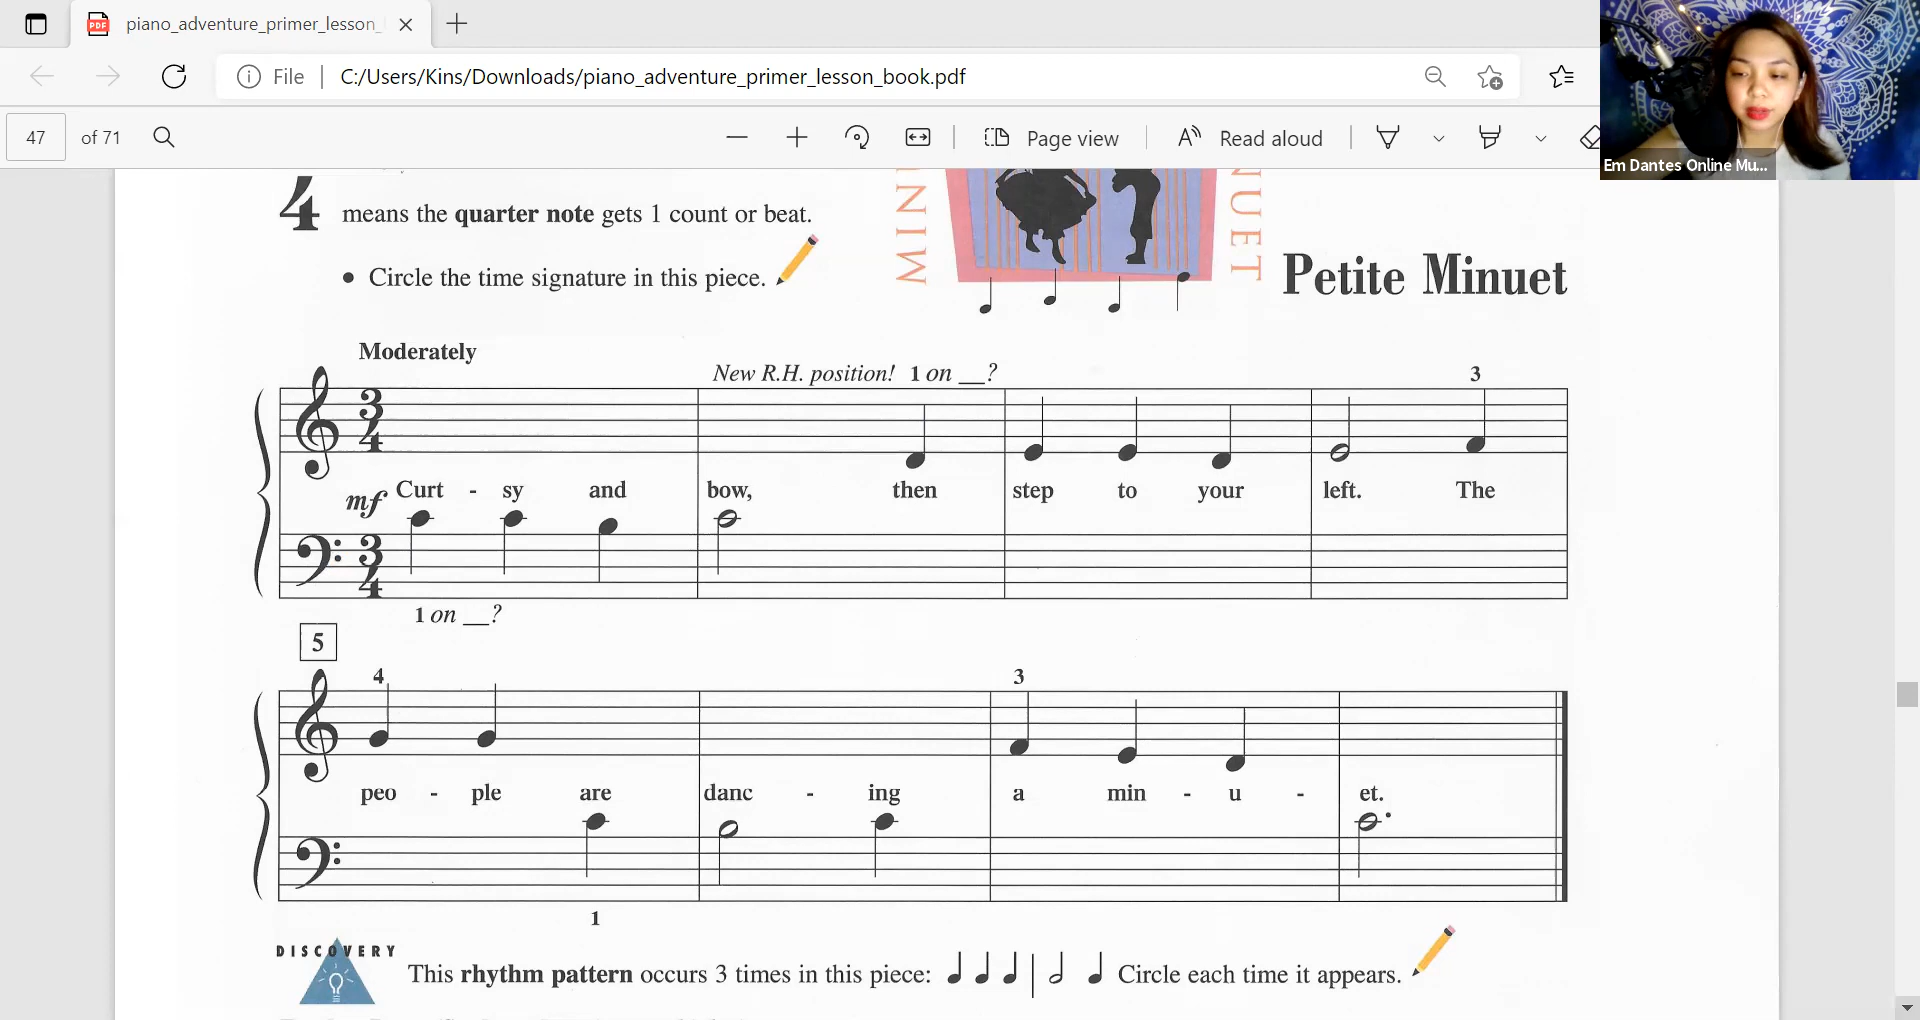 piano_adventure_primer_lesson_
File C:/Users/Kins/Downloads/piano_adventure_primer_lesson_book.pdf
47 of 71 Page view Read aloud
Em Dantes Online Mu...
4 means the quarter note gets 1 count or beat.
• Circle the time signature in this piece.
MINUET
Petite Minuet
Moderately
New R.H. position! 1 on __? 3
3
4
mf Curt - sy and bow, then step to your left. The
3
4
1 on __?
5
4 3
peo - ple are danc - ing a min - u - et.
1
DISCOVERY
This rhythm pattern occurs 3 times in this piece: Circle each time it appears.